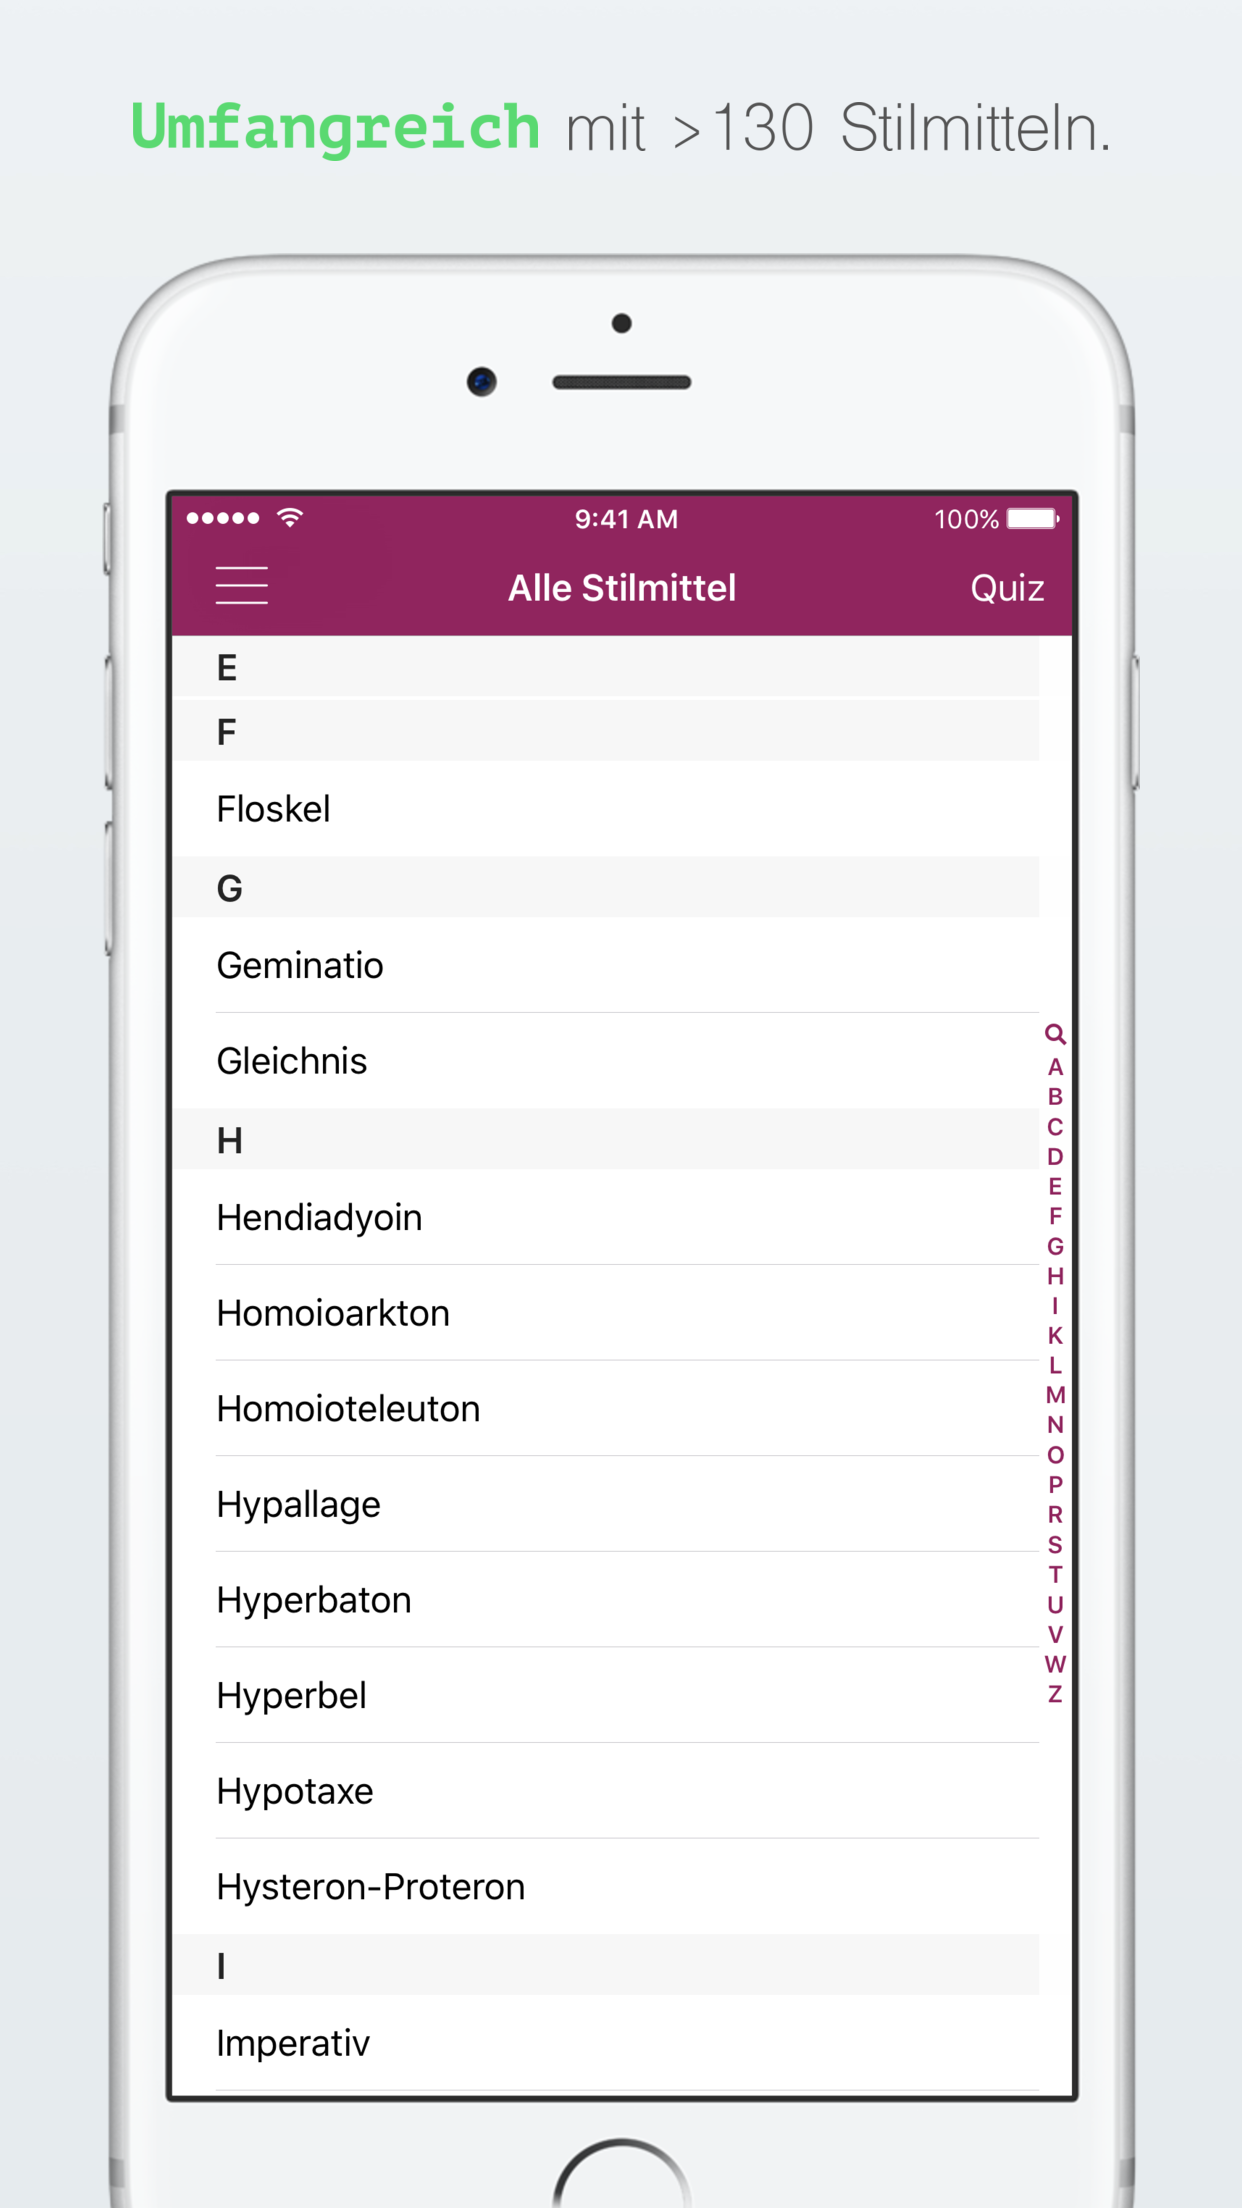 Umfangreich mit >130 Stilmitteln.
9:41 AM 100%
Alle Stilmittel Quiz
E
F
Floskel
G
Geminatio
Gleichnis
H
Hendiadyoin
Homoioarkton
Homoioteleuton
Hypallage
Hyperbaton
Hyperbel
Hypotaxe
Hysteron-Proteron
I
Imperativ
A
B
C
D
E
F
G
H
I
K
L
M
N
O
P
R
S
T
U
V
W
Z